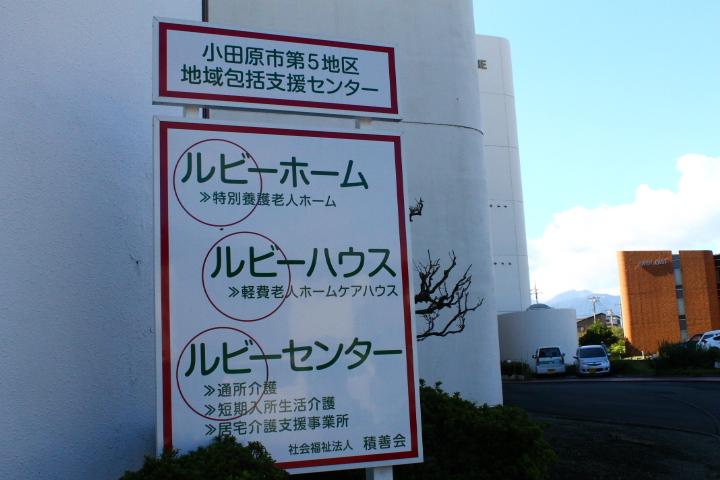 小田原市第5地区
地域包括支援センター
ルビーホーム
≫特別養護老人ホーム
ルビーハウス
≫軽費老人ホームケアハウス
ルビーセンター
≫通所介護
≫短期入所生活介護
≫居宅介護支援事業所
社会福祉法人 積善会